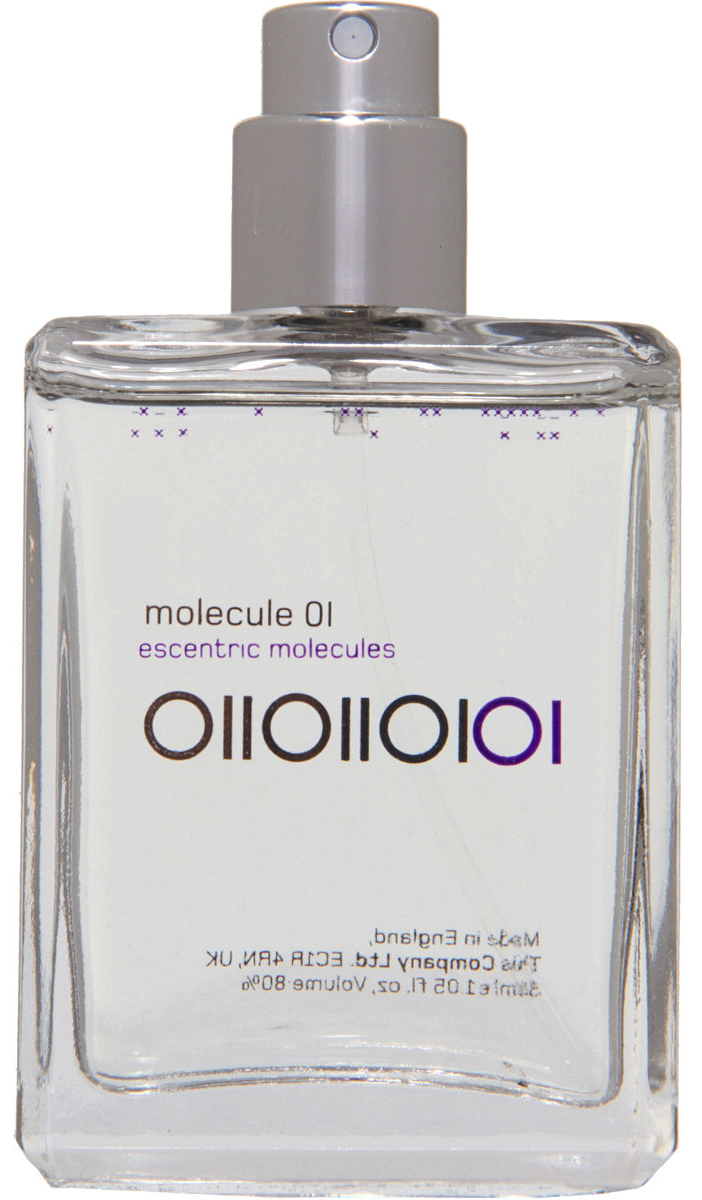 molecule 01
escentric molecules
0110110101
Made in England,
This Company Ltd. EC1R 4RN, UK
e 1.05 fl. oz, Volume 80%